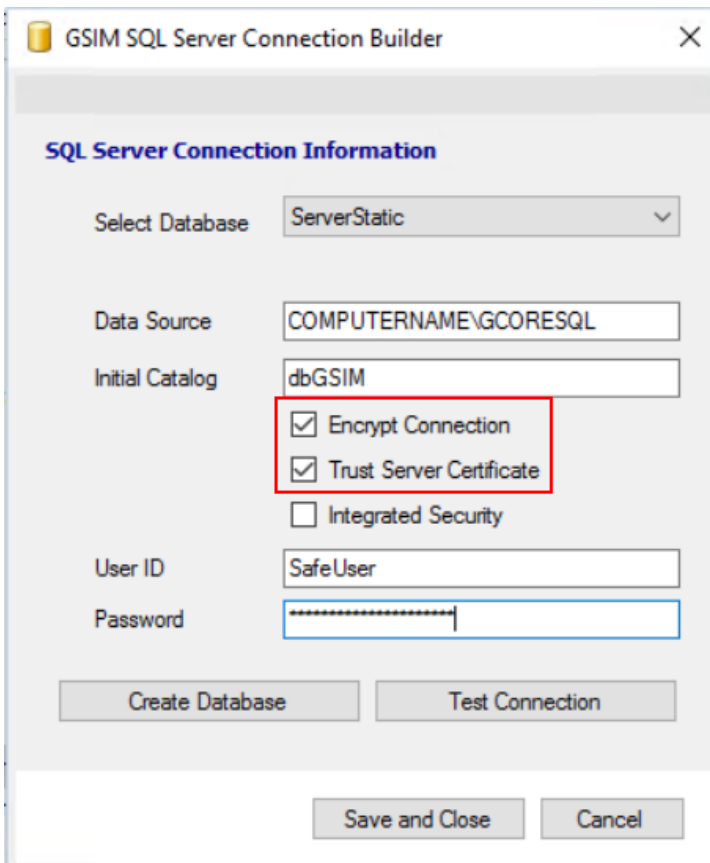 GSIM SQL Server Connection Builder
SQL Server Connection Information
Select Database ServerStatic
Data Source COMPUTERNAME\GCORESQL
Initial Catalog dbGSIM
Encrypt Connection
Trust Server Certificate
Integrated Security
User ID SafeUser
Password **********************
Create Database Test Connection
Save and Close Cancel